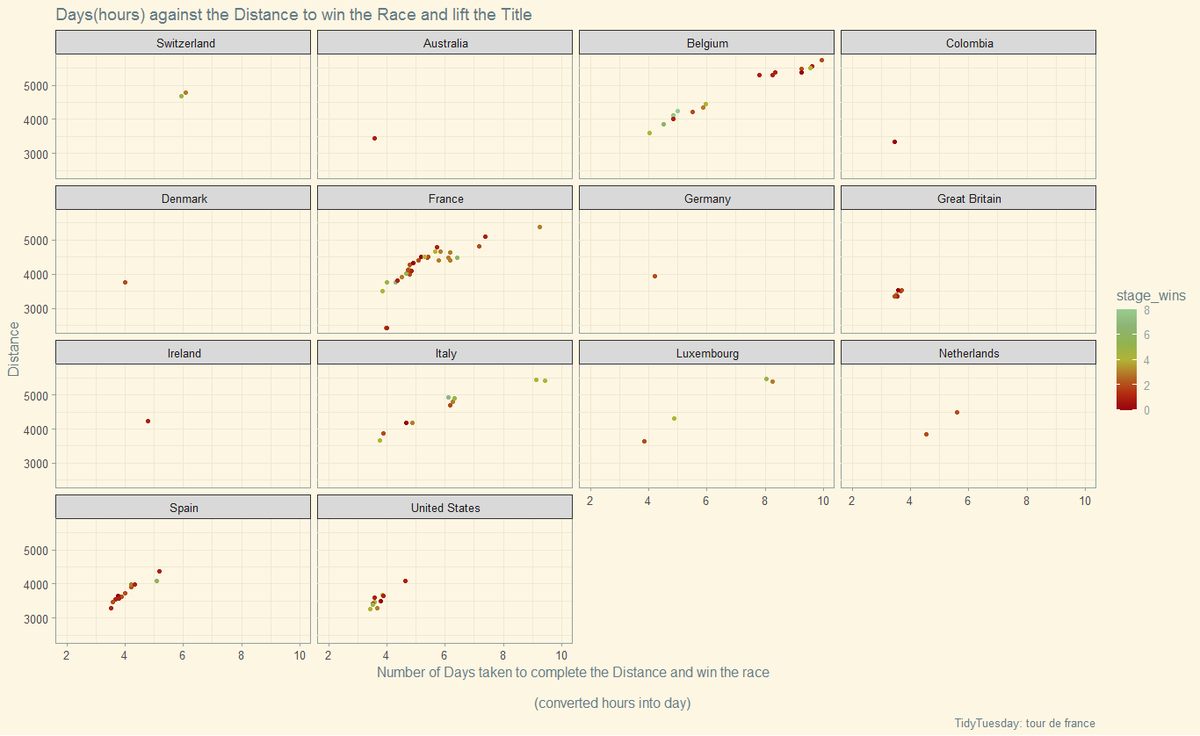 Days(hours) against the Distance to win the Race and lift the Title
Switzerland Australia Belgium Colombia
5000
4000
3000
Denmark France Germany Great Britain
5000
4000
3000
Ireland Italy Luxembourg Netherlands
5000
4000
3000
2 4 6 8 10 2 4 6 8 10
Spain United States
5000
4000
3000
2 4 6 8 10 2 4 6 8 10
Distance
Number of Days taken to complete the Distance and win the race
(converted hours into day)
stage_wins
8
6
4
2
0
TidyTuesday: tour de france